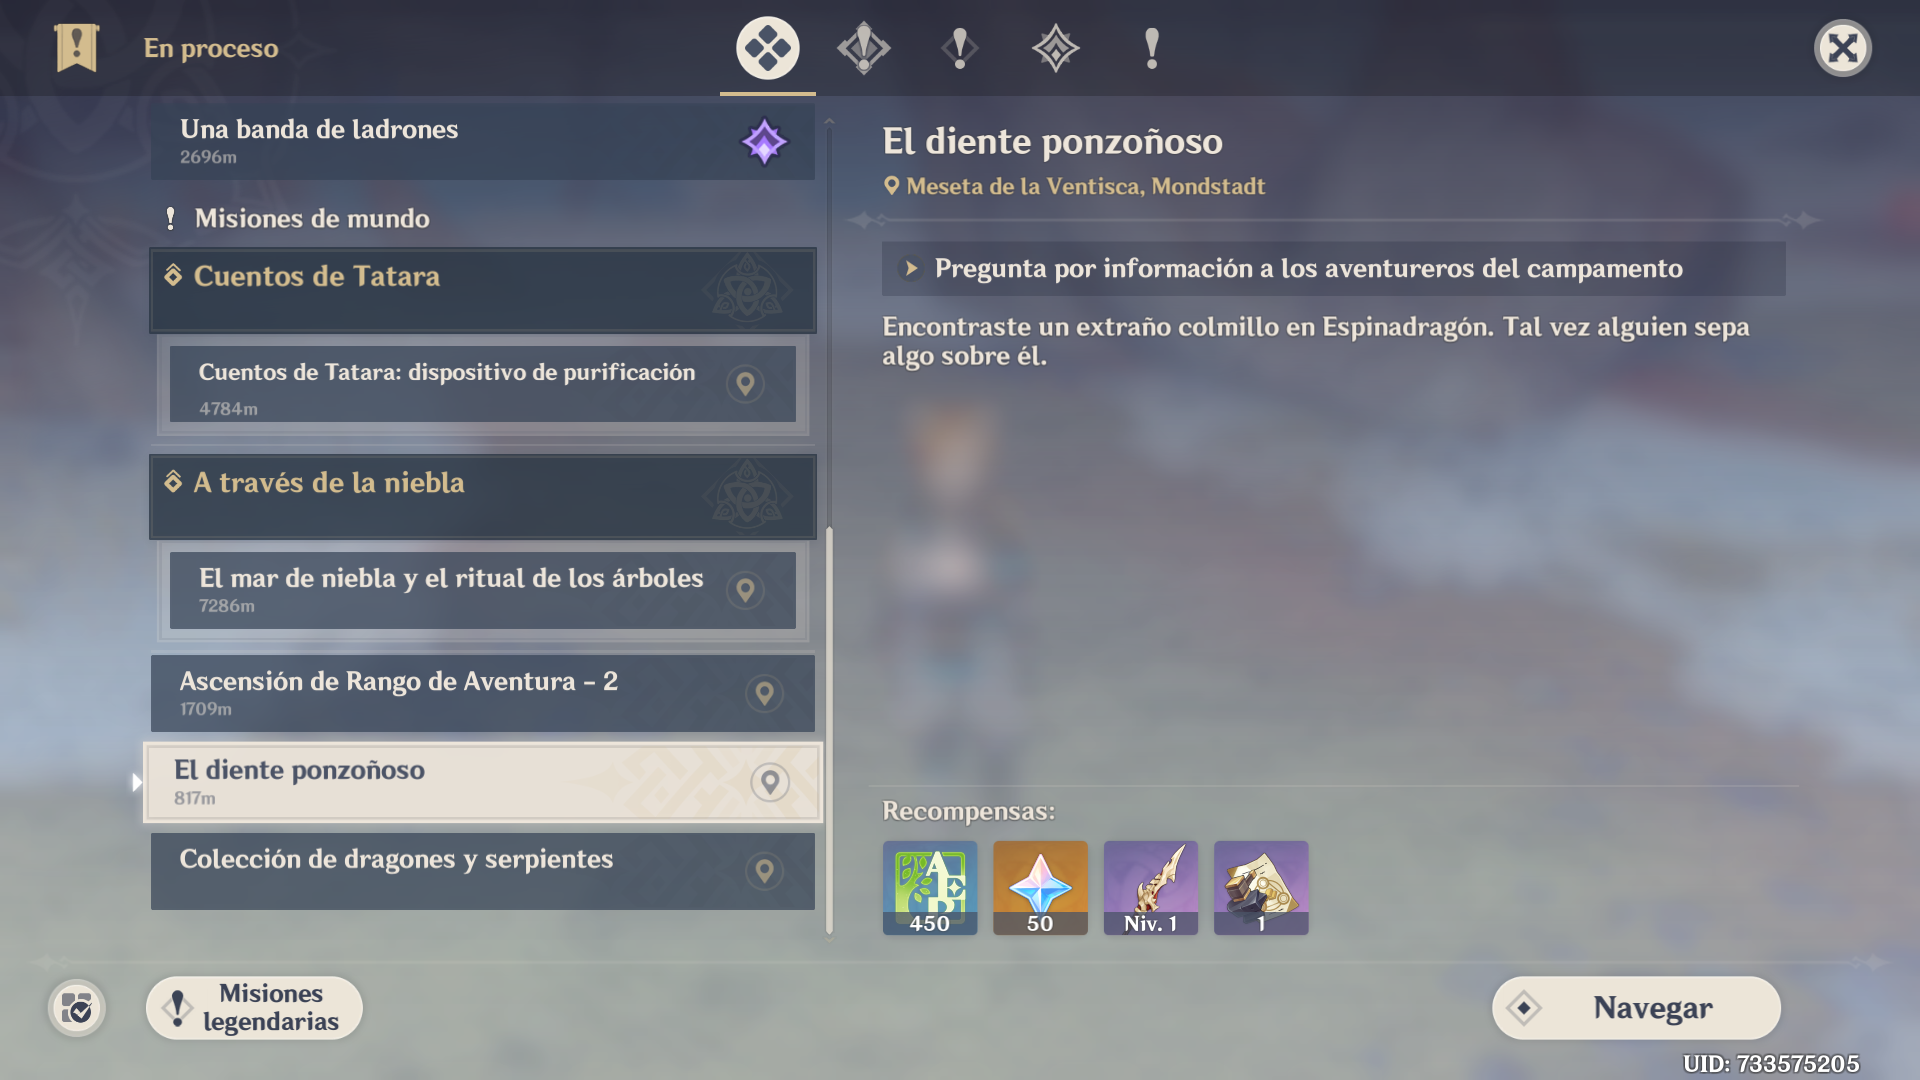 En proceso
Una banda de ladrones
2696m
Misiones de mundo
Cuentos de Tatara
Cuentos de Tatara: dispositivo de purificación
4784m
A través de la niebla
El mar de niebla y el ritual de los árboles
7286m
Ascensión de Rango de Aventura - 2
1709m
El diente ponzoñoso
817m
Colección de dragones y serpientes
Misiones
legendarias
El diente ponzoñoso
Meseta de la Ventisca, Mondstadt
Pregunta por información a los aventureros del campamento
Encontraste un extraño colmillo en Espinadragón. Tal vez alguien sepa
algo sobre él.
Recompensas:
450
50
Niv. 1
1
Navegar
UID: 733575205